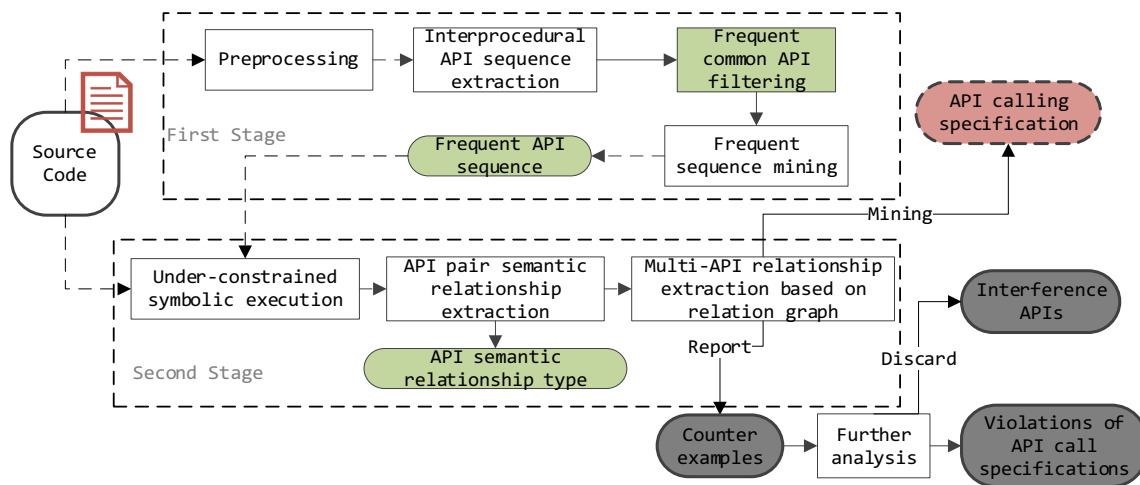 Source
Code
First Stage
Preprocessing
Interprocedural
API sequence
extraction
Frequent
common API
filtering
Frequent API
sequence
Frequent
sequence mining
API calling
specification
Mining
Second Stage
Under-constrained
symbolic execution
API pair semantic
relationship
extraction
Multi-API relationship
extraction based on
relation graph
API semantic
relationship type
Report
Discard
Interference
APIs
Counter
examples
Further
analysis
Violations of
API call
specifications